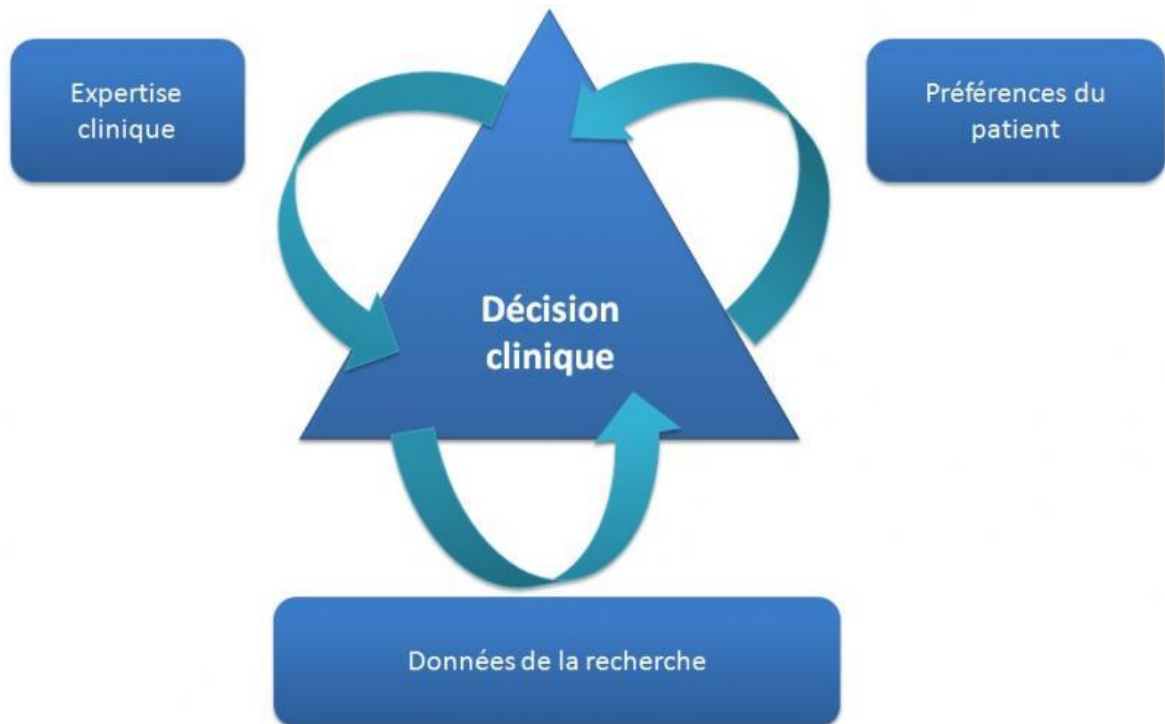 Expertise
clinique
Préférences du
patient
Décision
clinique
Données de la recherche